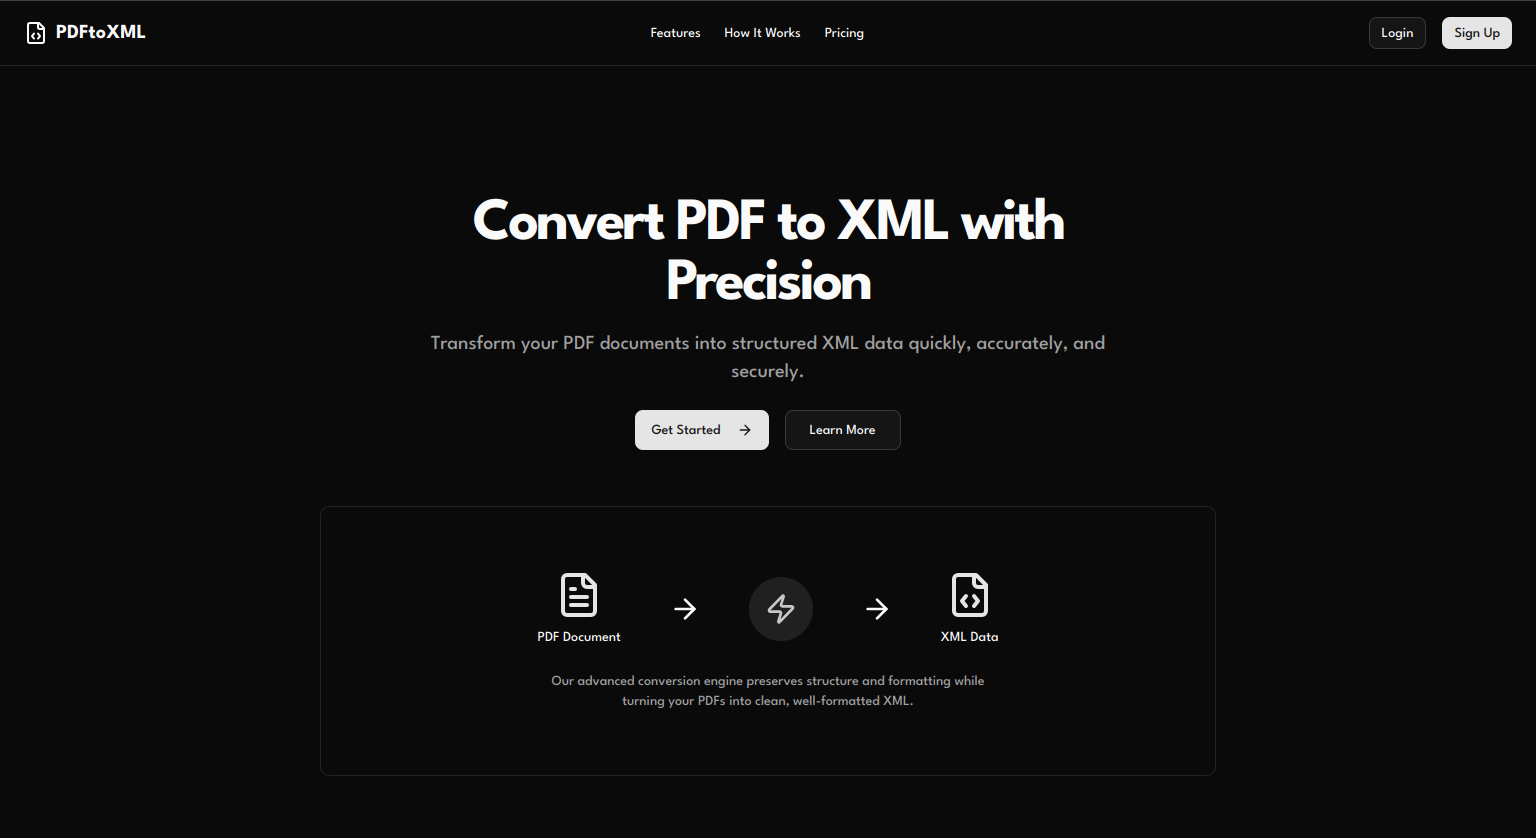 PDFtoXML
Features
How It Works
Pricing
Login
Sign Up
Convert PDF to XML with
Precision
Transform your PDF documents into structured XML data quickly, accurately, and
securely.
Get Started
Learn More
PDF Document
XML Data
Our advanced conversion engine preserves structure and formatting while
turning your PDFs into clean, well-formatted XML.